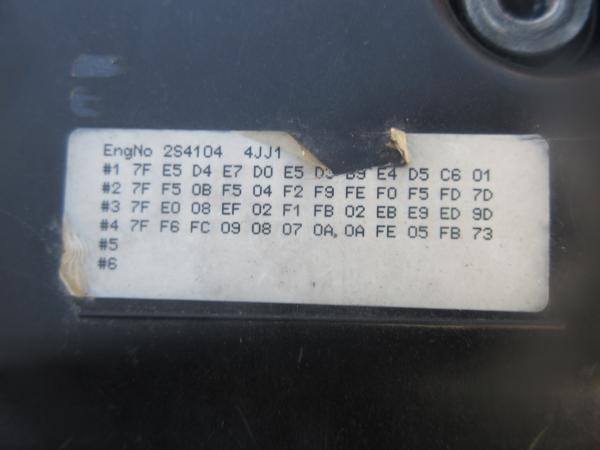 EngNo 2S4104 4JJ1
#1 7F E5 D4 E7 D0 E5 D3 B9 E4 D5 C6 01
#2 7F F5 0B F5 04 F2 F9 FE F0 F5 FD 7D
#3 7F E0 08 EF 02 F1 FB 02 EB E9 ED 9D
#4 7F F6 FC 09 08 07 0A 0A FE 05 FB 73
#5
#6